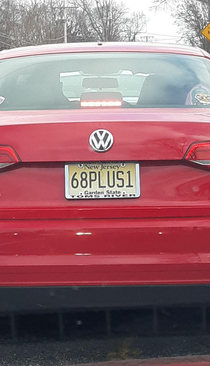 New Jersey
68PLUS1
Garden State
TOMS RIVER